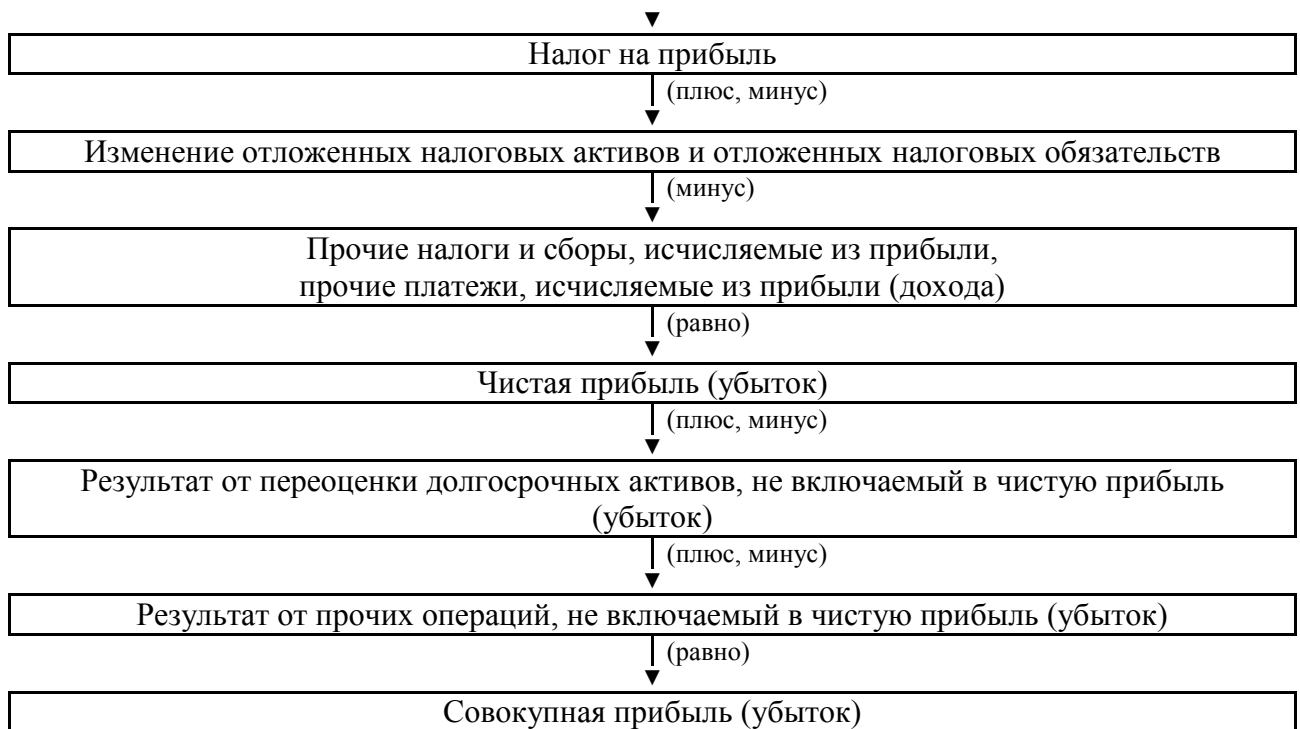 Налог на прибыль
(плюс, минус)
Изменение отложенных налоговых активов и отложенных налоговых обязательств
(минус)
Прочие налоги и сборы, исчисляемые из прибыли,
прочие платежи, исчисляемые из прибыли (дохода)
(равно)
Чистая прибыль (убыток)
(плюс, минус)
Результат от переоценки долгосрочных активов, не включаемый в чистую прибыль
(убыток)
(плюс, минус)
Результат от прочих операций, не включаемый в чистую прибыль (убыток)
(равно)
Совокупная прибыль (убыток)